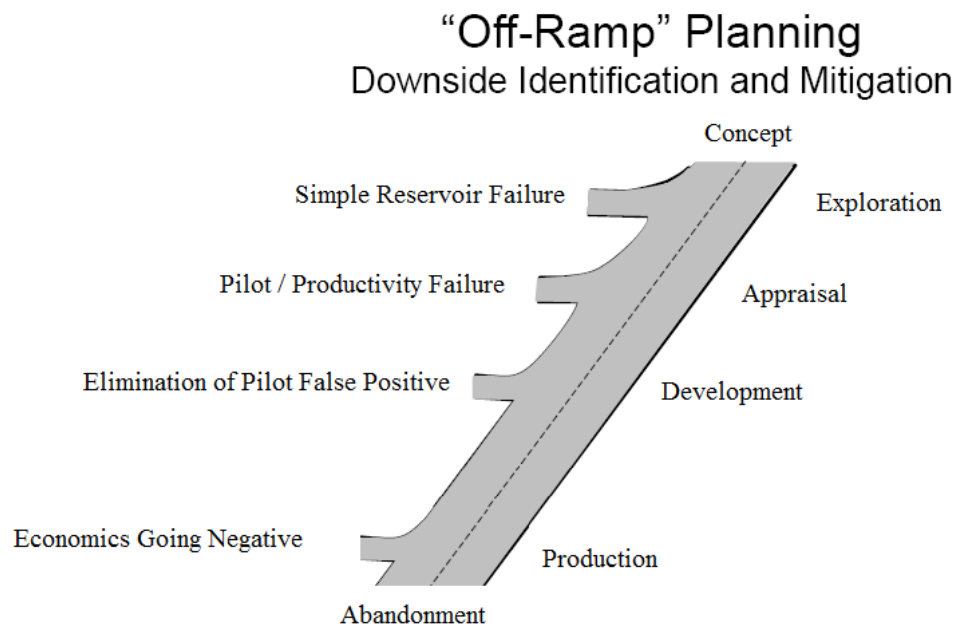 “Off-Ramp” Planning
Downside Identification and Mitigation
Concept
Simple Reservoir Failure
Exploration
Pilot / Productivity Failure
Appraisal
Elimination of Pilot False Positive
Development
Economics Going Negative
Production
Abandonment